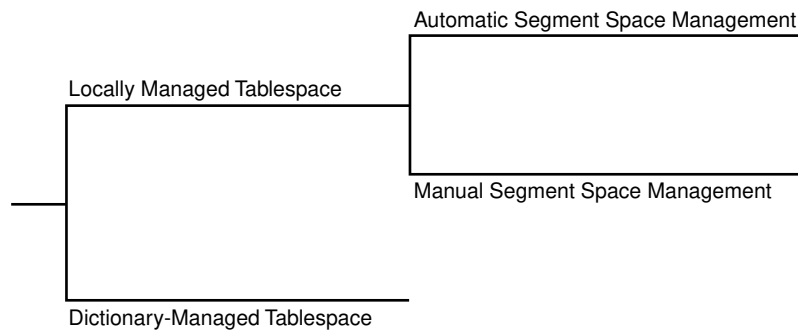 Automatic Segment Space Management
Locally Managed Tablespace
Manual Segment Space Management
Dictionary-Managed Tablespace